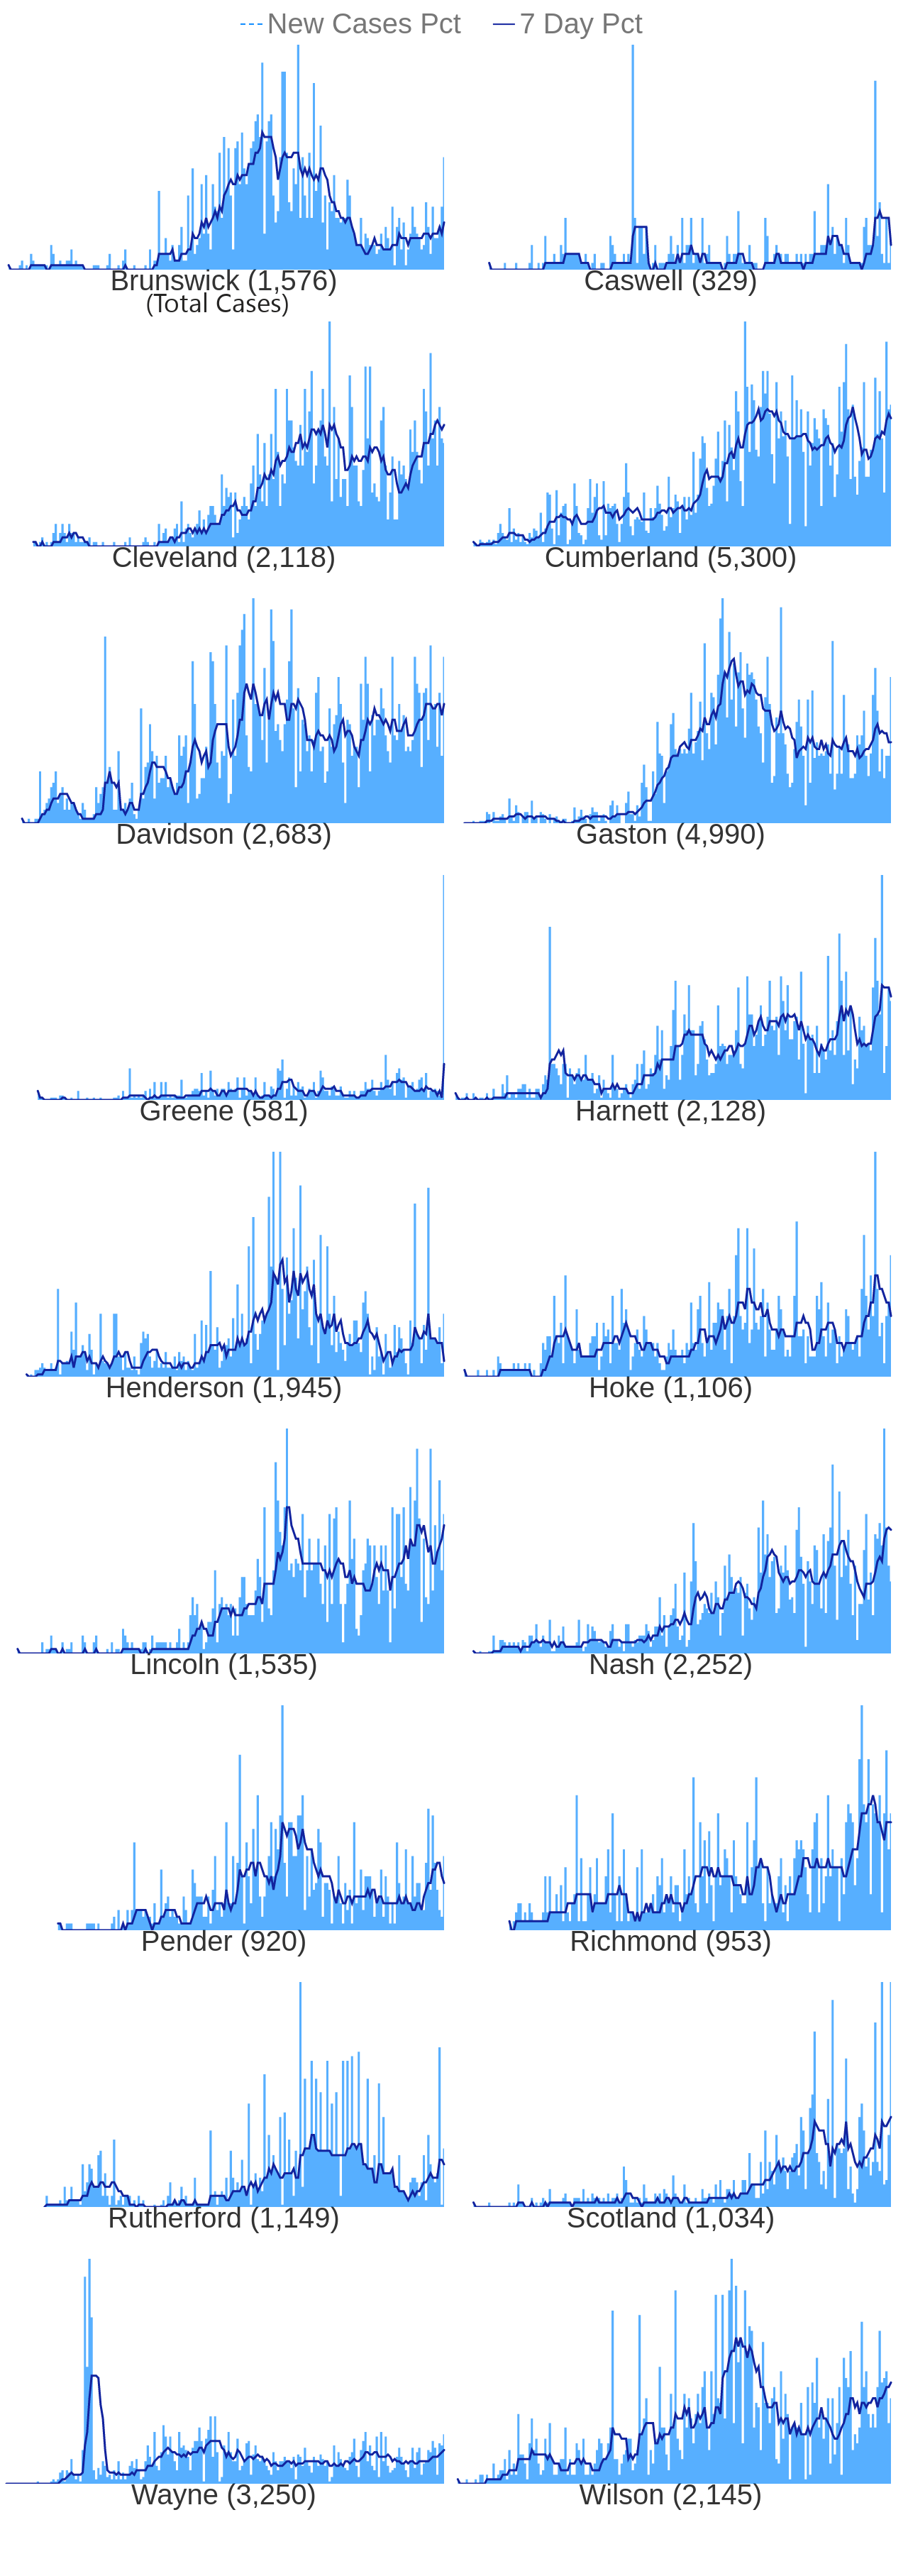 New Cases Pct 7 Day Pct
Brunswick (1,576) Caswell (329)
(Total Cases)
Cleveland (2,118) Cumberland (5,300)
Davidson (2,683) Gaston (4,990)
Greene (581) Harnett (2,128)
Henderson (1,945) Hoke (1,106)
Lincoln (1,535) Nash (2,252)
Pender (920) Richmond (953)
Rutherford (1,149) Scotland (1,034)
Wayne (3,250) Wilson (2,145)